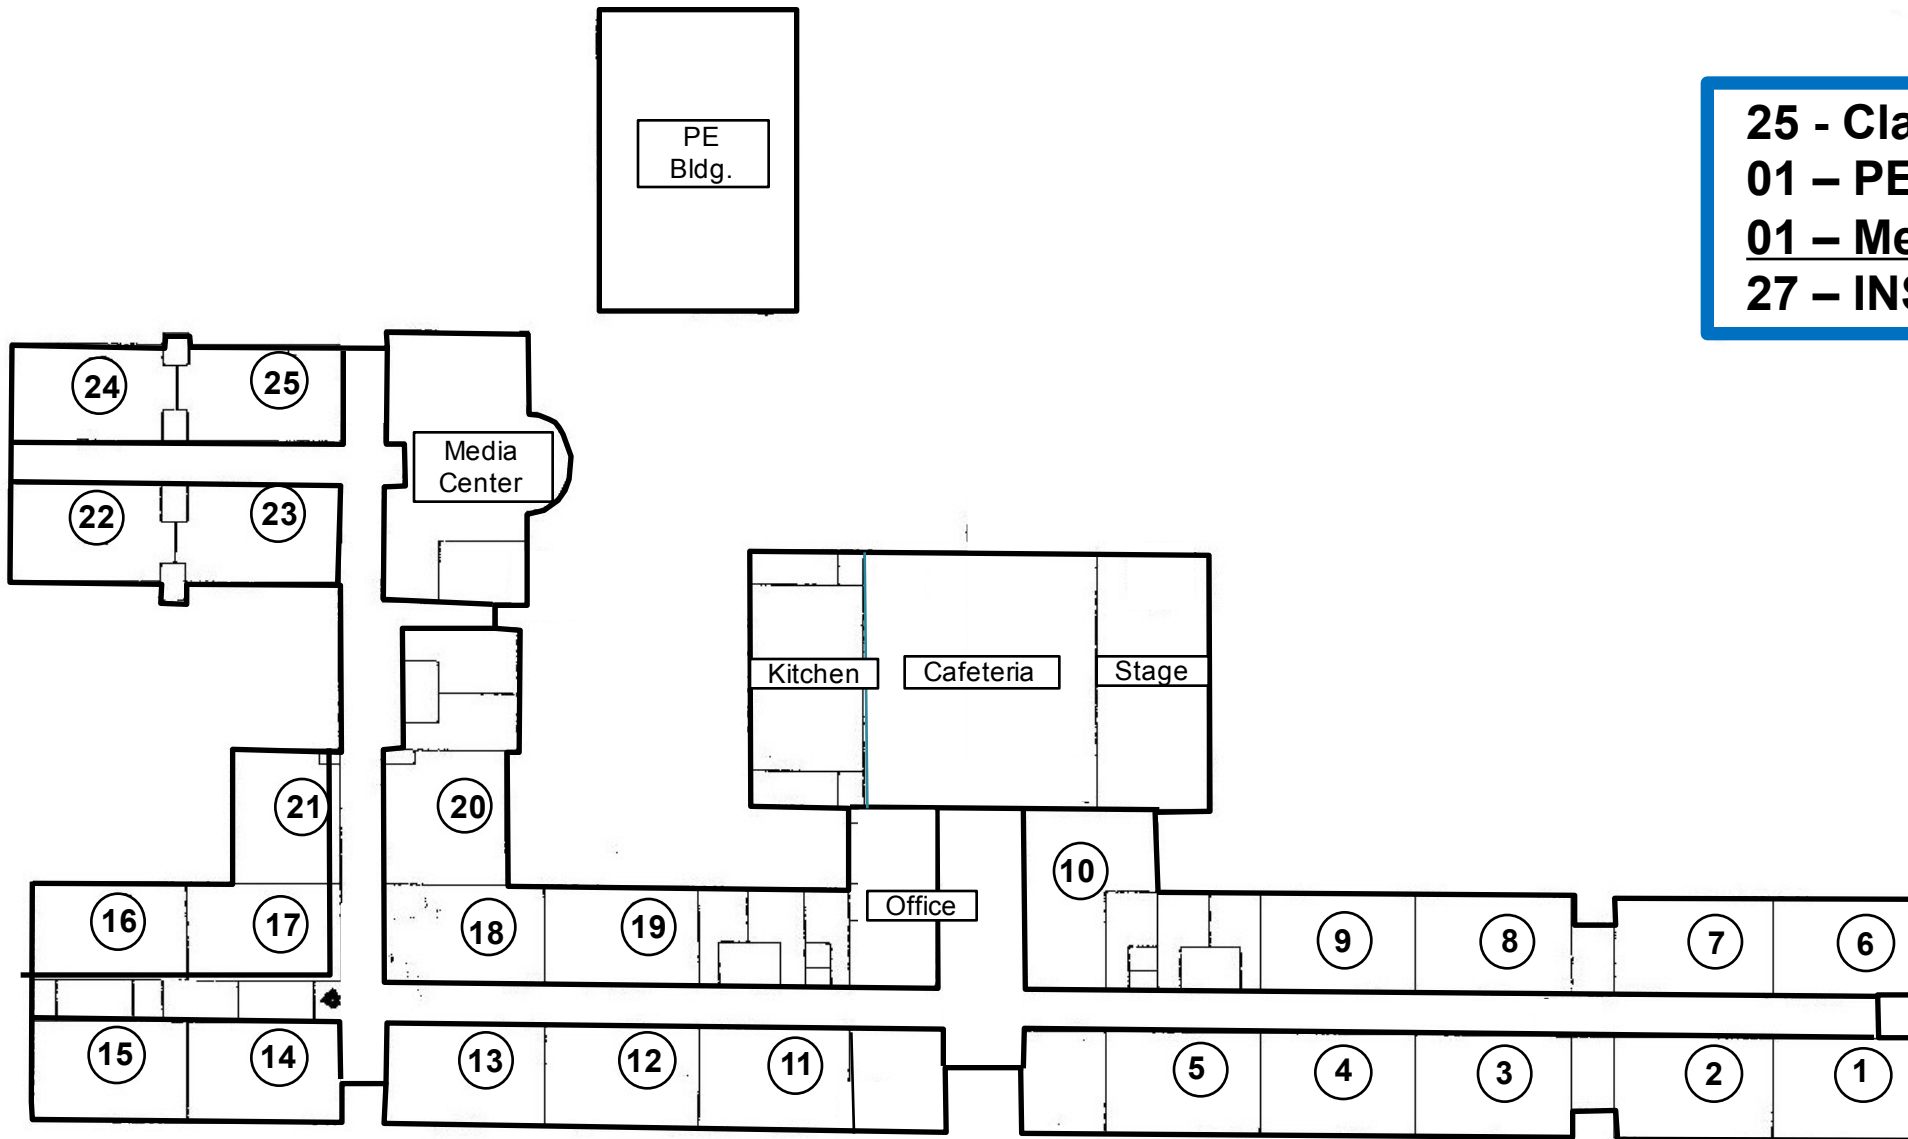 PE
Bldg.
25 - Cla
01 – PE
01 – Me
27 – INS
24
25
Media
Center
22
23
Kitchen
Cafeteria
Stage
21
20
10
16
17
18
19
Office
9
8
7
6
15
14
13
12
11
5
4
3
2
1